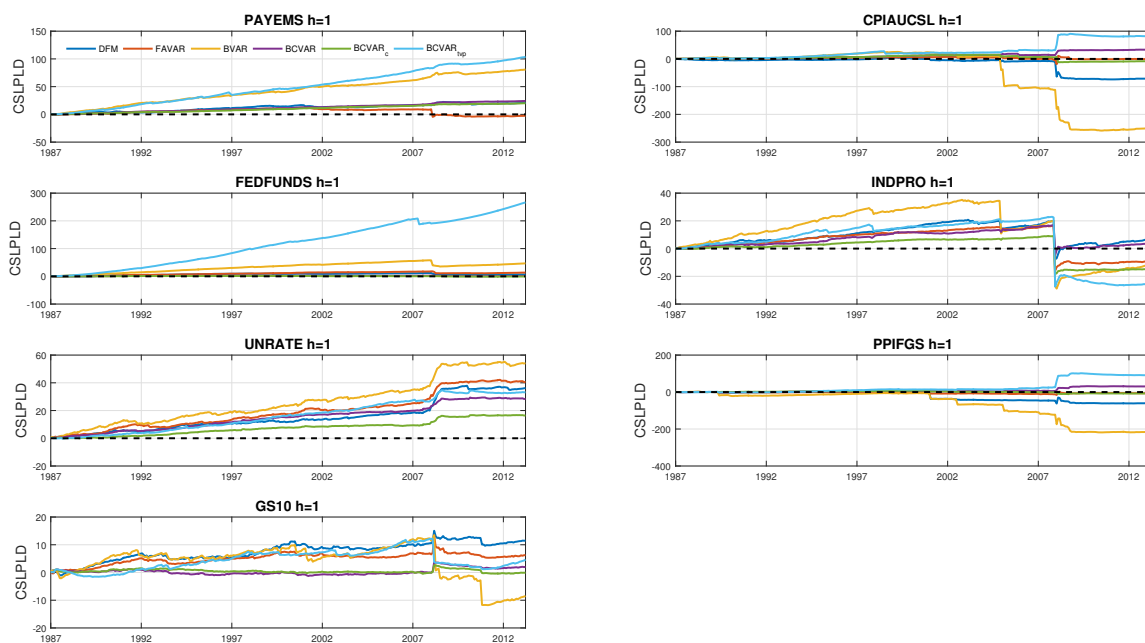 PAYEMS h=1
CSLPLD
150
100
50
0
-50
DFM FAVAR BVAR BCVAR BCVARc BCVARtvp
1987 1992 1997 2002 2007 2012
CPIAUCSL h=1
CSLPLD
100
0
-100
-200
-300
1987 1992 1997 2002 2007 2012
FEDFUNDS h=1
CSLPLD
300
200
100
0
-100
1987 1992 1997 2002 2007 2012
INDPRO h=1
CSLPLD
40
20
0
-20
-40
1987 1992 1997 2002 2007 2012
UNRATE h=1
CSLPLD
60
40
20
0
-20
1987 1992 1997 2002 2007 2012
PPIFGS h=1
CSLPLD
200
0
-200
-400
1987 1992 1997 2002 2007 2012
GS10 h=1
CSLPLD
20
10
0
-10
-20
1987 1992 1997 2002 2007 2012